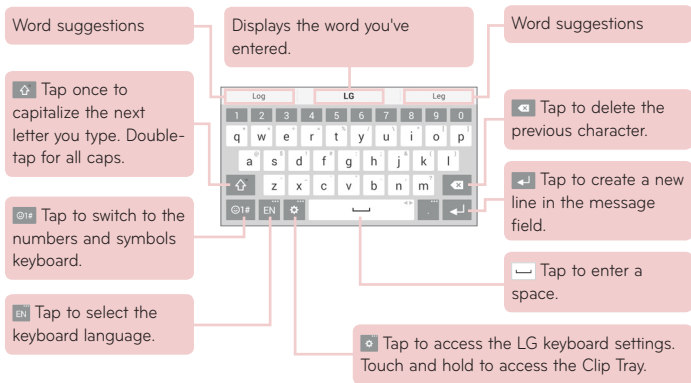 Word suggestions
Displays the word you've
entered.
Word suggestions
Tap once to
capitalize the next
letter you type. Double-
tap for all caps.
Log LG Leg
1 2 3 4 5 6 7 8 9 0
q w e r t y u i o p
a s d f g h j k l
z x c v b n m
☺1# EN
Tap to delete the
previous character.
Tap to create a new
line in the message
field.
☺1# Tap to switch to the
numbers and symbols
keyboard.
Tap to enter a
space.
EN Tap to select the
keyboard language.
Tap to access the LG keyboard settings.
Touch and hold to access the Clip Tray.